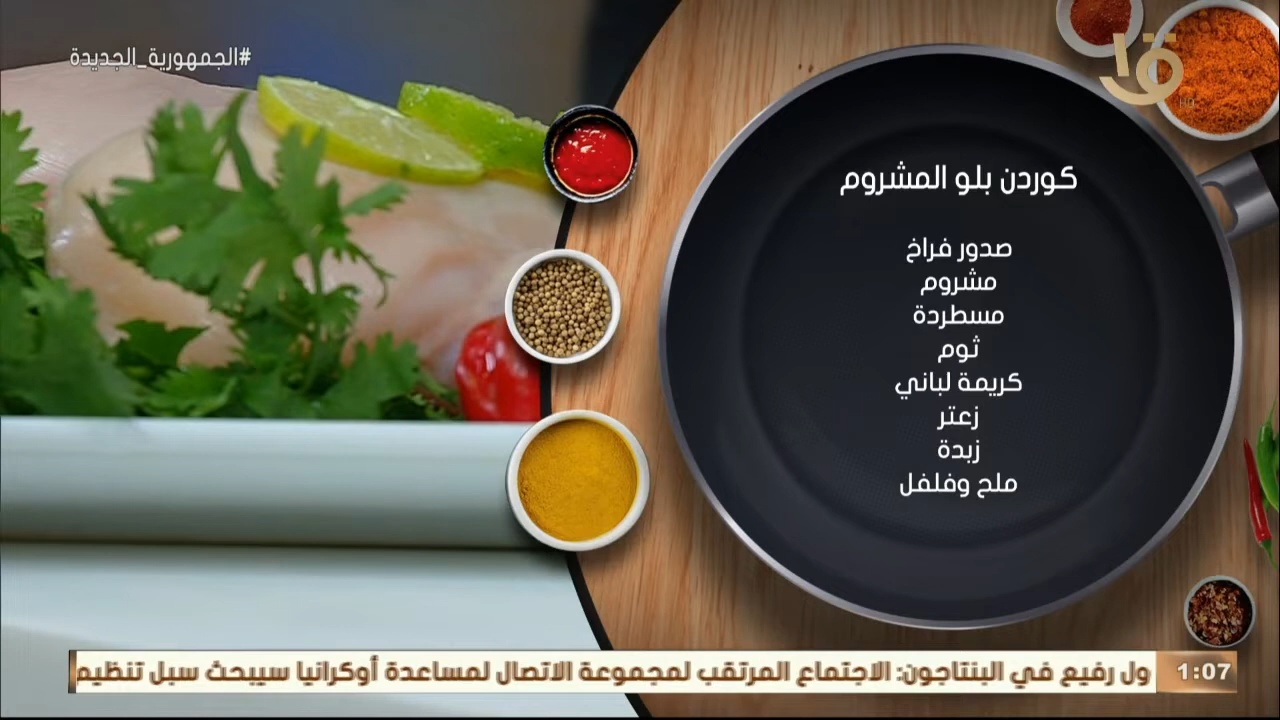 #الجمهورية_الجديدة
HD
كوردن بلو المشروم
صدور فراخ
مشروم
مسطردة
ثوم
كريمة لباني
زعتر
زبدة
ملح وفلفل
1:07
ول رفيع في البنتاجون: الاجتماع المرتقب لمجموعة الاتصال لمساعدة أوكرانيا سيبحث سبل تنظيم